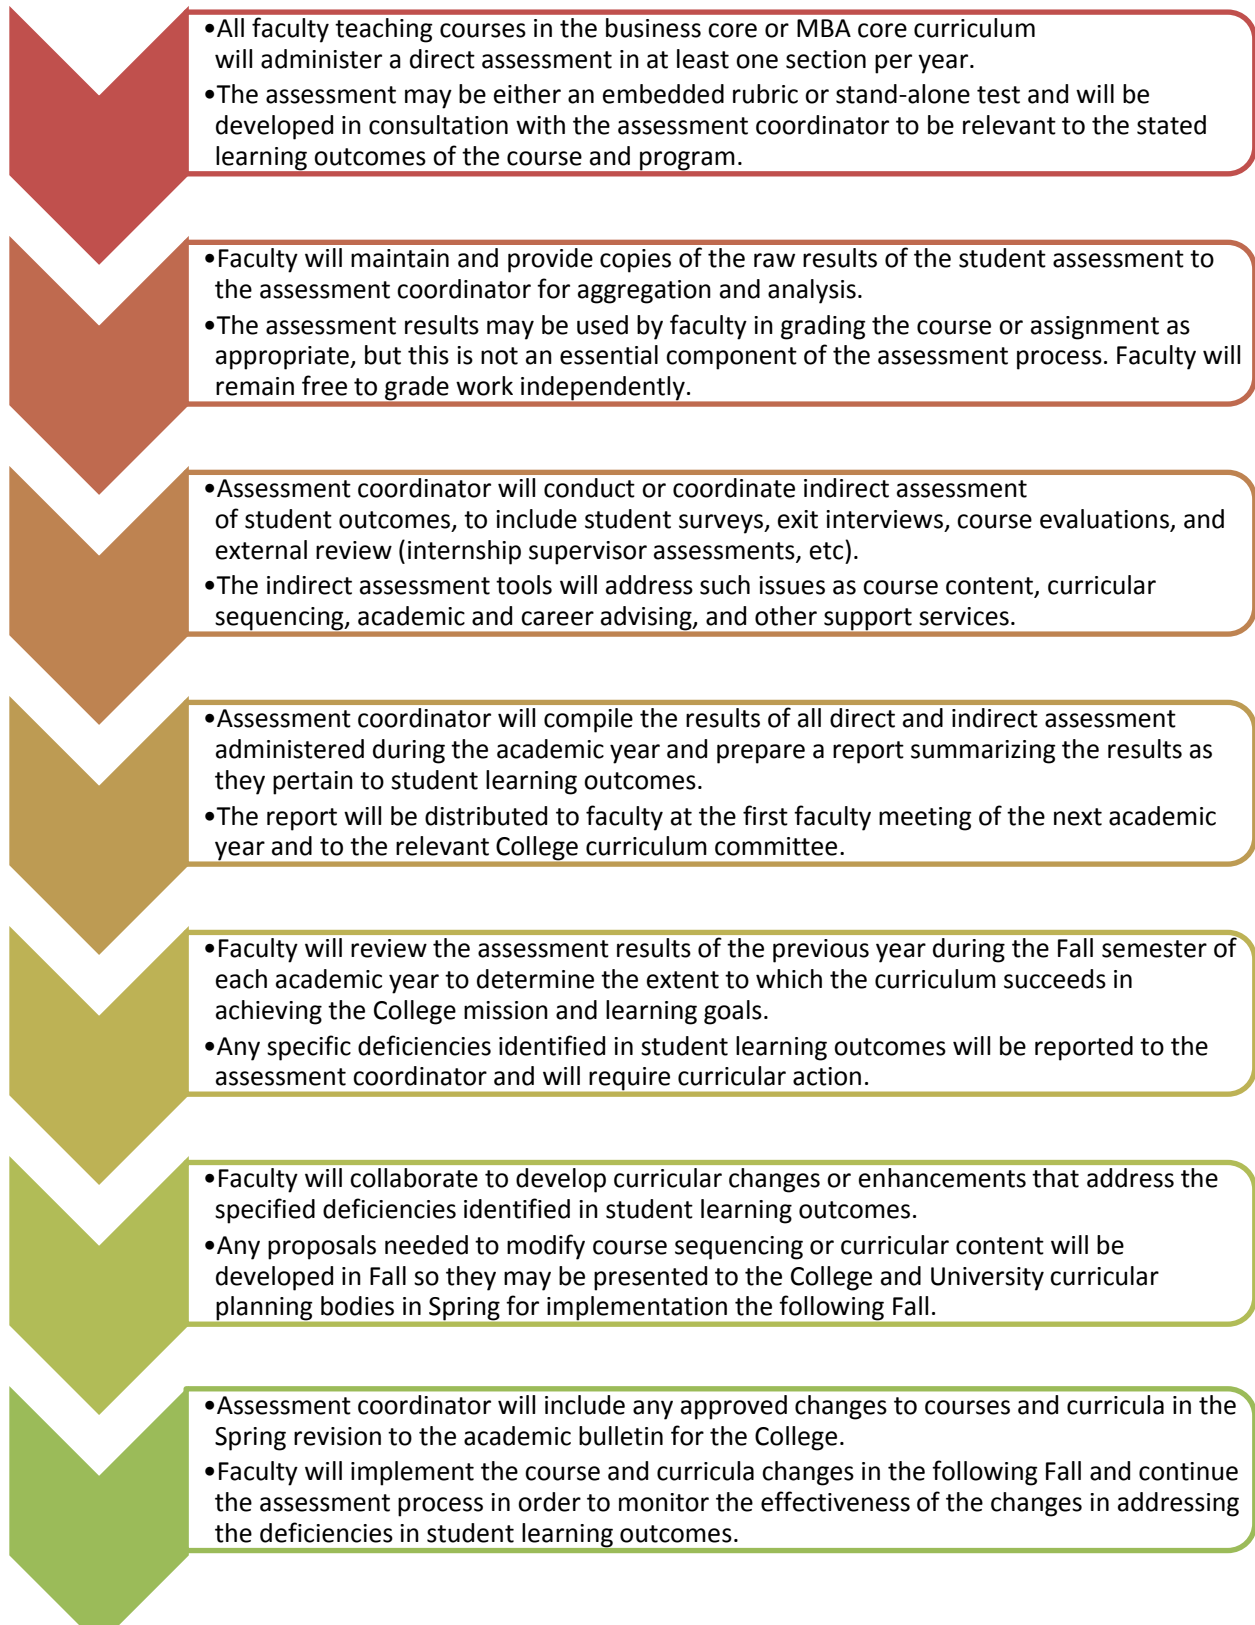 •All faculty teaching courses in the business core or MBA core curriculum
will administer a direct assessment in at least one section per year.
•The assessment may be either an embedded rubric or stand-alone test and will be
developed in consultation with the assessment coordinator to be relevant to the stated
learning outcomes of the course and program.
•Faculty will maintain and provide copies of the raw results of the student assessment to
the assessment coordinator for aggregation and analysis.
•The assessment results may be used by faculty in grading the course or assignment as
appropriate, but this is not an essential component of the assessment process. Faculty will
remain free to grade work independently.
•Assessment coordinator will conduct or coordinate indirect assessment
of student outcomes, to include student surveys, exit interviews, course evaluations, and
external review (internship supervisor assessments, etc).
•The indirect assessment tools will address such issues as course content, curricular
sequencing, academic and career advising, and other support services.
•Assessment coordinator will compile the results of all direct and indirect assessment
administered during the academic year and prepare a report summarizing the results as
they pertain to student learning outcomes.
•The report will be distributed to faculty at the first faculty meeting of the next academic
year and to the relevant College curriculum committee.
•Faculty will review the assessment results of the previous year during the Fall semester of
each academic year to determine the extent to which the curriculum succeeds in
achieving the College mission and learning goals.
•Any specific deficiencies identified in student learning outcomes will be reported to the
assessment coordinator and will require curricular action.
•Faculty will collaborate to develop curricular changes or enhancements that address the
specified deficiencies identified in student learning outcomes.
•Any proposals needed to modify course sequencing or curricular content will be
developed in Fall so they may be presented to the College and University curricular
planning bodies in Spring for implementation the following Fall.
•Assessment coordinator will include any approved changes to courses and curricula in the
Spring revision to the academic bulletin for the College.
•Faculty will implement the course and curricula changes in the following Fall and continue
the assessment process in order to monitor the effectiveness of the changes in addressing
the deficiencies in student learning outcomes.